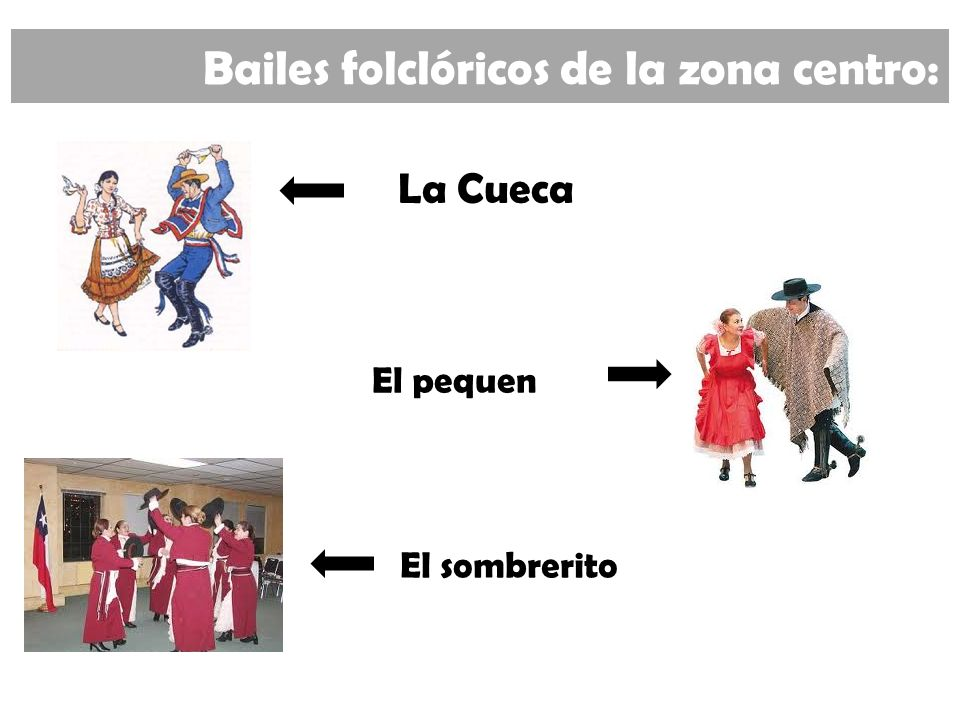 Bailes folclóricos de la zona centro:
La Cueca
El pequen
El sombrerito